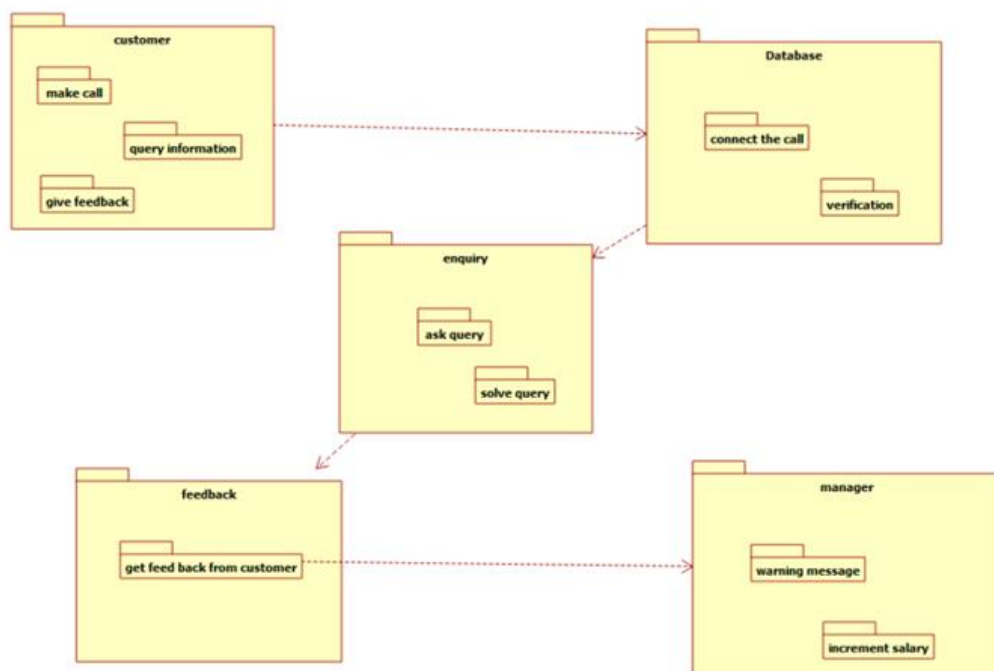 customer
make call
query information
give feedback
Database
connect the call
verification
enquiry
ask query
solve query
feedback
get feed back from customer
manager
warning message
increment salary